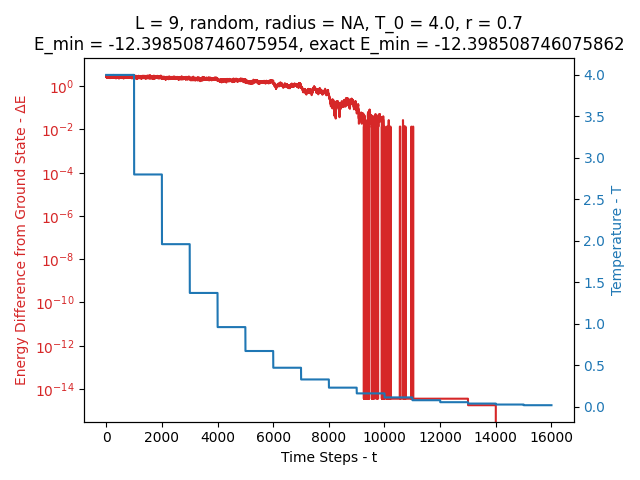 L = 9, random, radius = NA, T_0 = 4.0, r = 0.7
E_min = -12.398508746075954, exact E_min = -12.398508746075862
Energy Difference from Ground State - ΔE
10⁰
10⁻²
10⁻⁴
10⁻⁶
10⁻⁸
10⁻¹⁰
10⁻¹²
10⁻¹⁴
4.0
3.5
3.0
2.5
2.0
1.5
1.0
0.5
0.0
Temperature - T
0 2000 4000 6000 8000 10000 12000 14000 16000
Time Steps - t